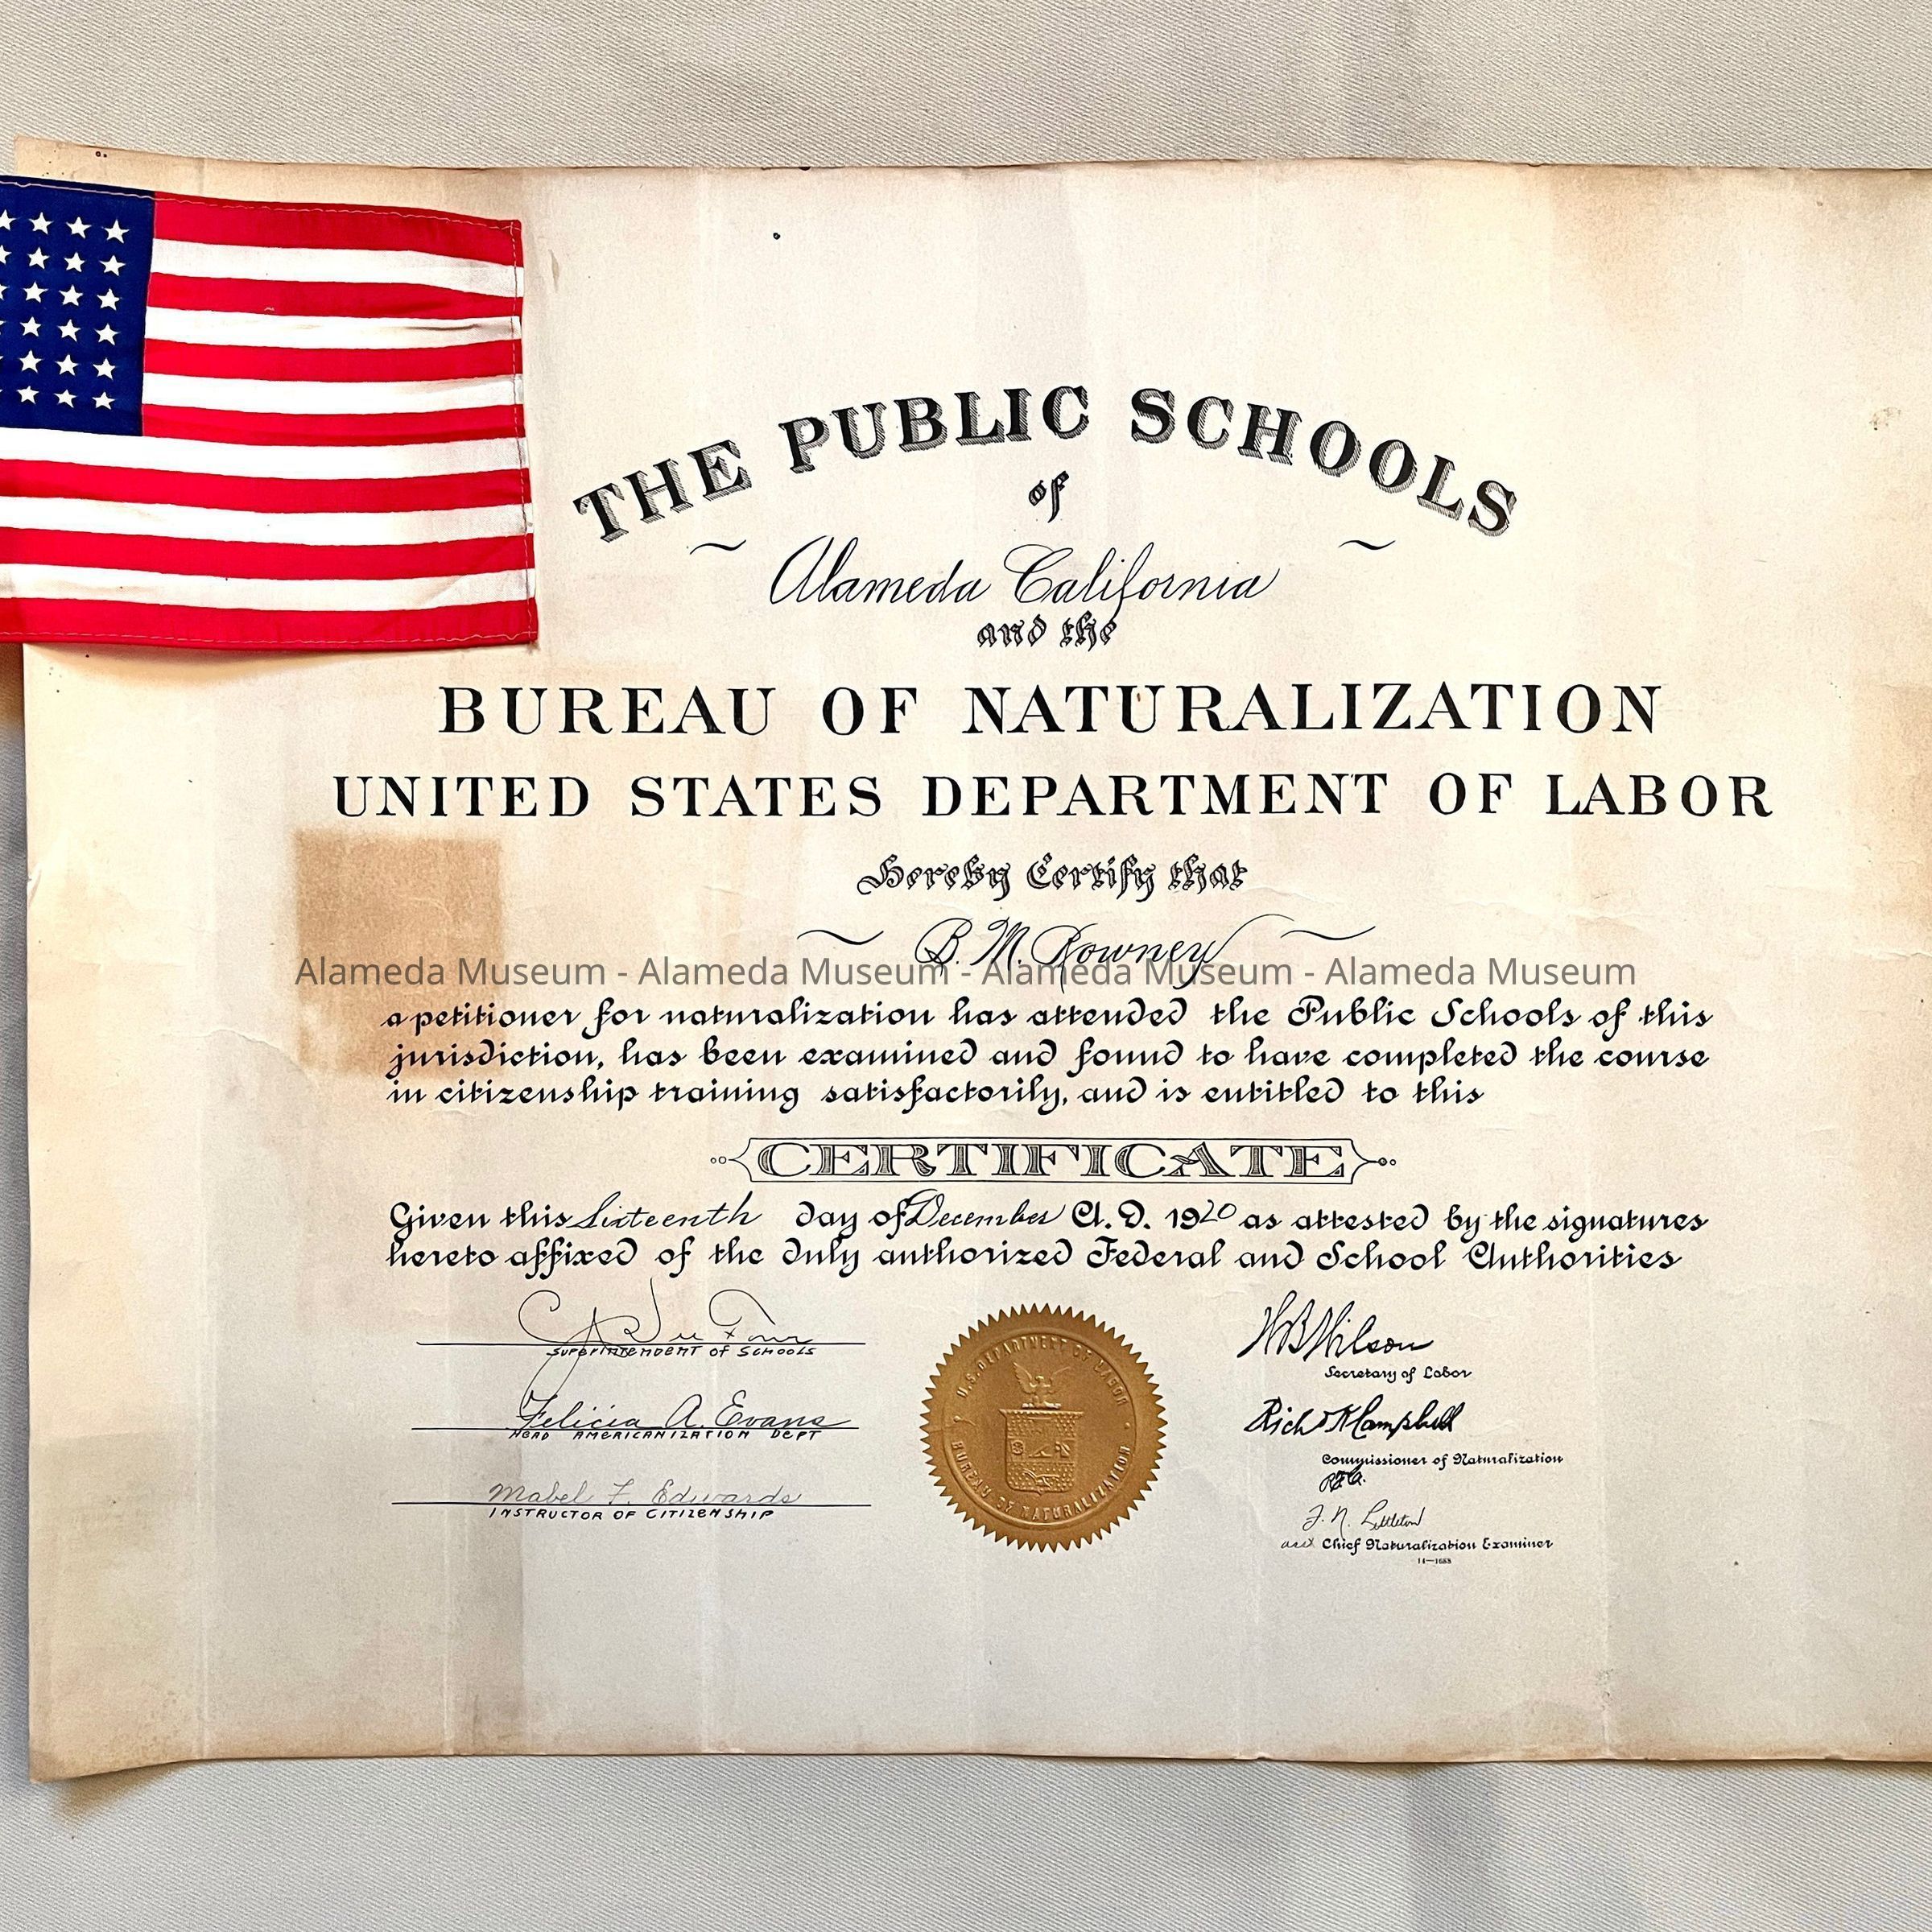 THE PUBLIC SCHOOLS
of
Alameda California
and the
BUREAU OF NATURALIZATION
UNITED STATES DEPARTMENT OF LABOR
Hereby Certify that
B. M. Rowney
Alameda Museum - Alameda Museum - Alameda Museum - Alameda Museum
a petitioner for naturalization has attended the Public Schools of this
jurisdiction, has been examined and found to have completed the course
in citizenship training satisfactorily, and is entitled to this
CERTIFICATE
Given this Sixteenth day of December A. D. 1920 as attested by the signatures
hereto affixed of the duly authorized Federal and School Authorities
SUPERINTENDENT OF SCHOOLS
Felicia A. Evans
HEAD AMERICANIZATION DEPT
Mabel F. Edwards
INSTRUCTOR OF CITIZENSHIP
U.S. DEPARTMENT OF LABOR
BUREAU OF NATURALIZATION
W B Wilson
Secretary of Labor
Richd K Campbell
Commissioner of Naturalization
J. N. Littleton
Chief Naturalization Examiner
14—1688